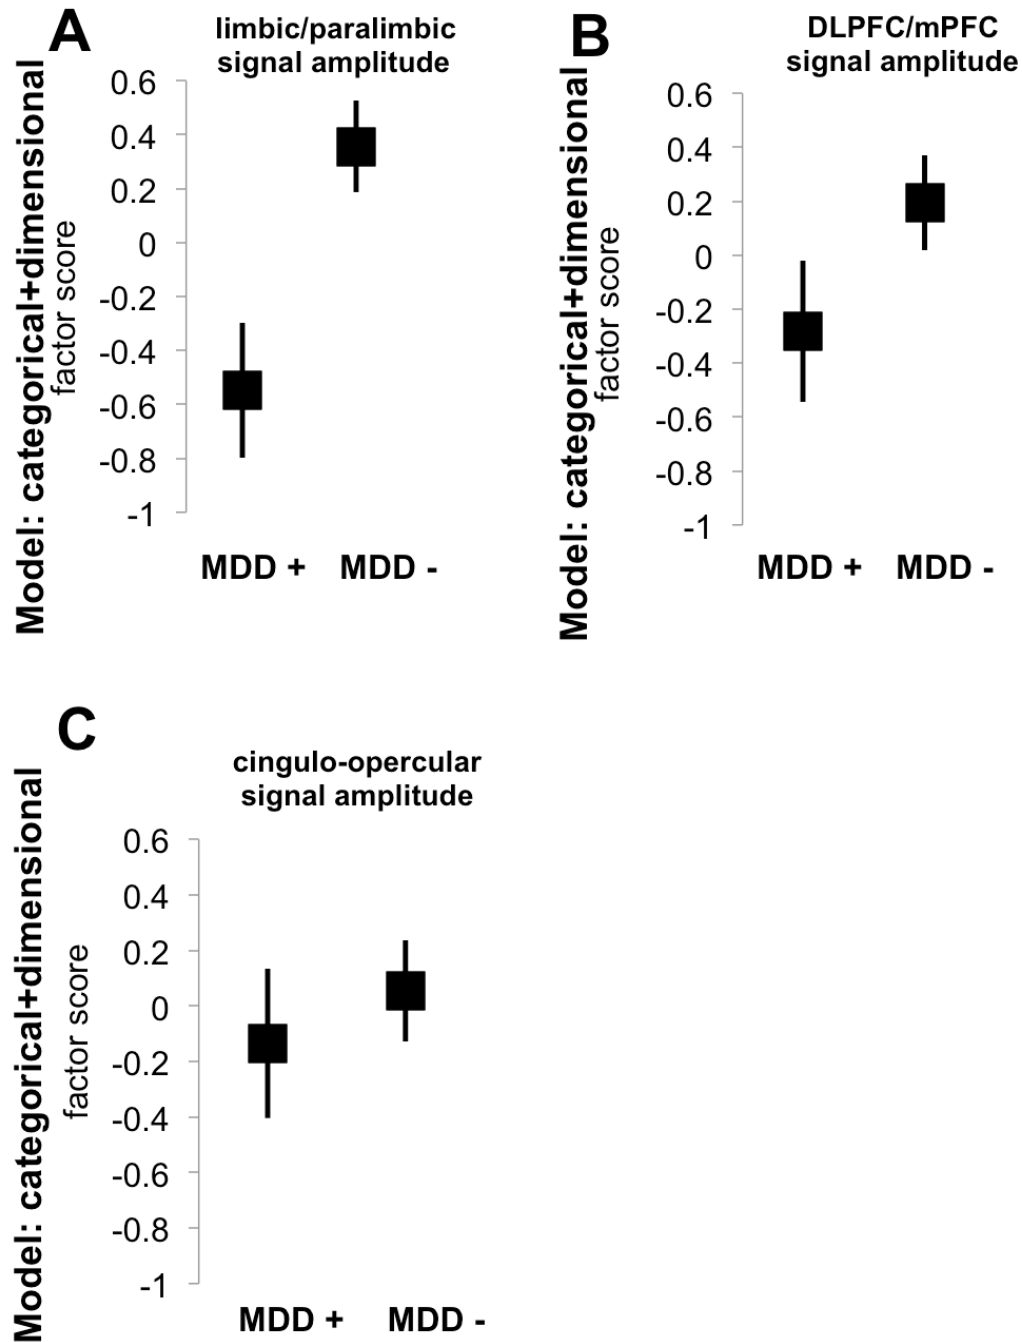 A
limbic/paralimbic
signal amplitude
Model: categorical+dimensional
factor score
0.6
0.4
0.2
0
-0.2
-0.4
-0.6
-0.8
-1
MDD + MDD -
B
DLPFC/mPFC
signal amplitude
Model: categorical+dimensional
factor score
0.6
0.4
0.2
0
-0.2
-0.4
-0.6
-0.8
-1
MDD + MDD -
C
cingulo-opercular
signal amplitude
Model: categorical+dimensional
factor score
0.6
0.4
0.2
0
-0.2
-0.4
-0.6
-0.8
-1
MDD + MDD -